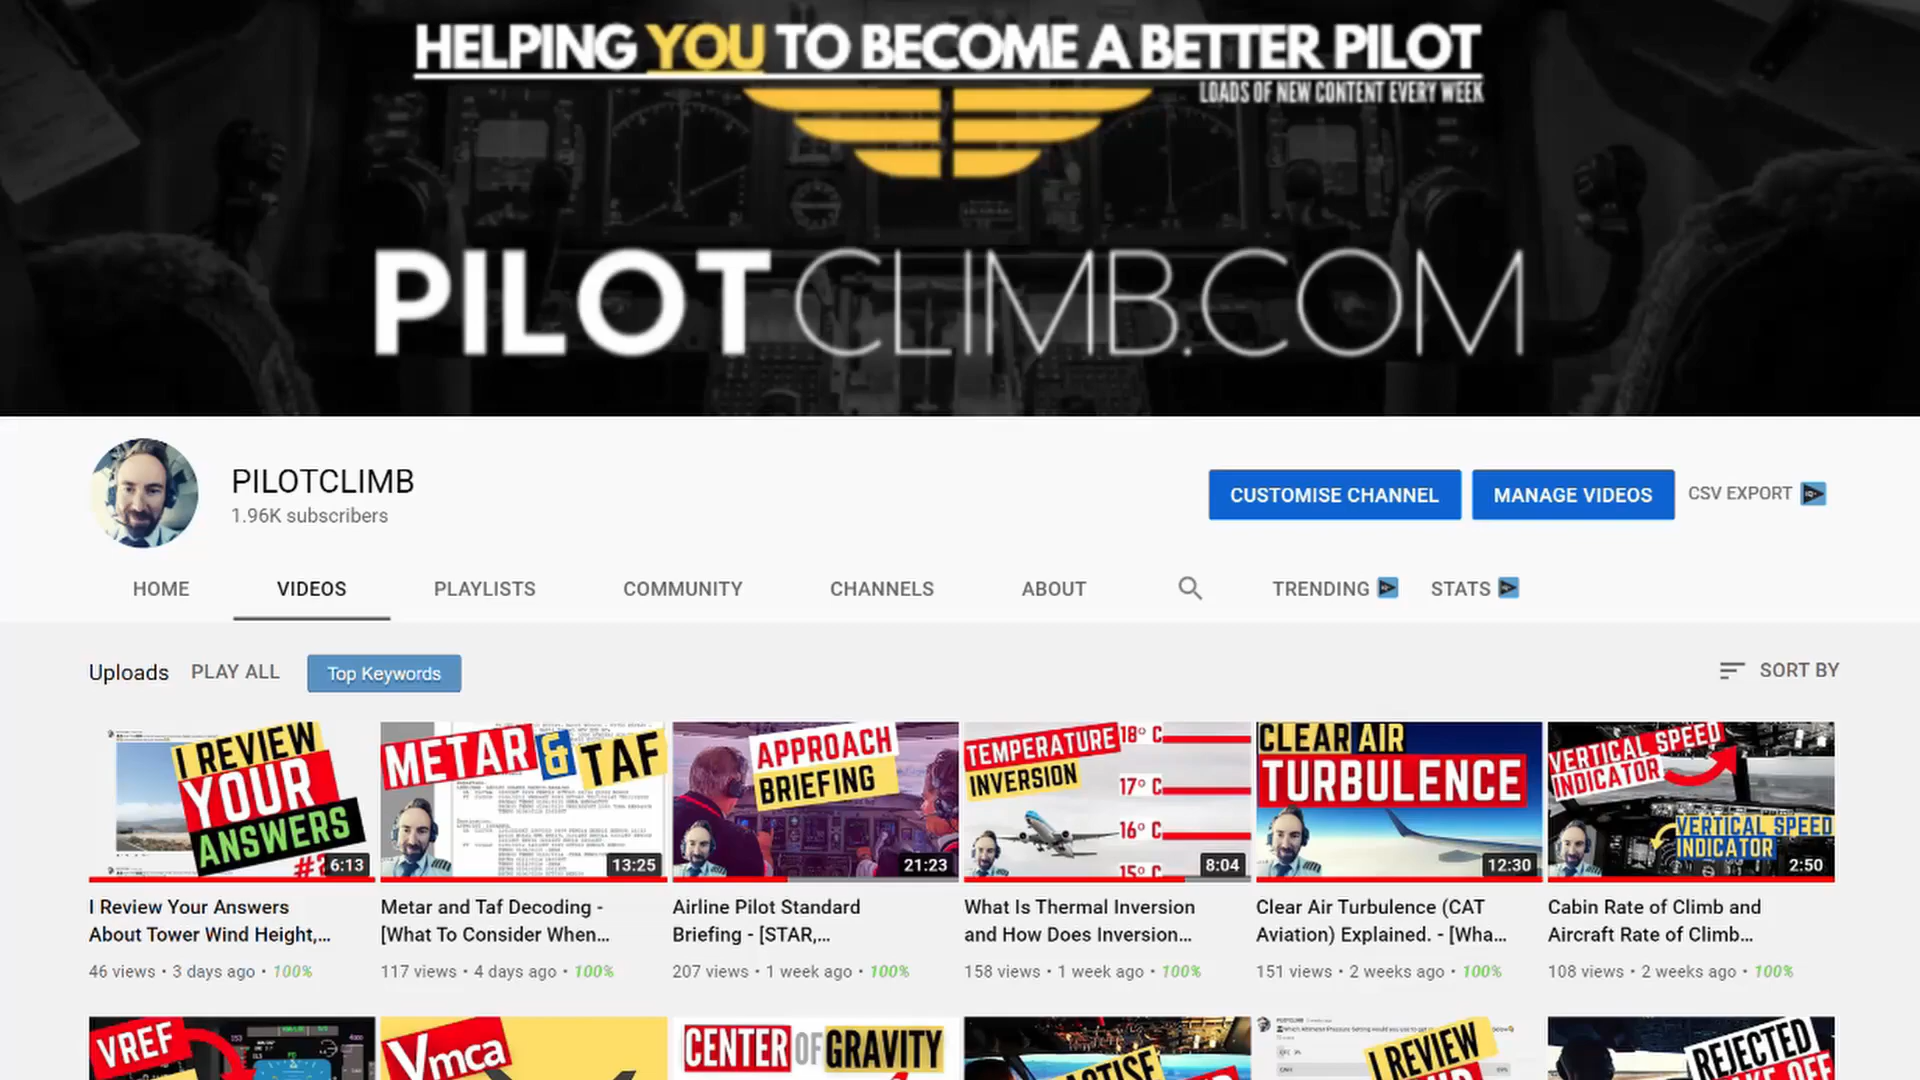 HELPING YOU TO BECOME A BETTER PILOT
LOADS OF NEW CONTENT EVERY WEEK
PILOTCLIMB.COM
PILOTCLIMB
1.96K subscribers
CUSTOMISE CHANNEL
MANAGE VIDEOS
CSV EXPORT
HOME
VIDEOS
PLAYLISTS
COMMUNITY
CHANNELS
ABOUT
TRENDING
STATS
Uploads
PLAY ALL
Top Keywords
SORT BY
I REVIEW
YOUR
ANSWERS
6:13
METAR & TAF
13:25
APPROACH
BRIEFING
21:23
TEMPERATURE
INVERSION
18º C
17º C
16º C
15º C
8:04
CLEAR AIR
TURBULENCE
12:30
VERTICAL SPEED
INDICATOR
VERTICAL SPEED
INDICATOR
2:50
I Review Your Answers
About Tower Wind Height,...
46 views • 3 days ago • 100%
Metar and Taf Decoding -
[What To Consider When...
117 views • 4 days ago • 100%
Airline Pilot Standard
Briefing - [STAR,...
207 views • 1 week ago • 100%
What Is Thermal Inversion
and How Does Inversion...
158 views • 1 week ago • 100%
Clear Air Turbulence (CAT
Aviation) Explained. - [Wha...
151 views • 2 weeks ago • 100%
Cabin Rate of Climb and
Aircraft Rate of Climb...
108 views • 2 weeks ago • 100%
VREF
Vmca
CENTER OF GRAVITY
I REVIEW
REJECTED